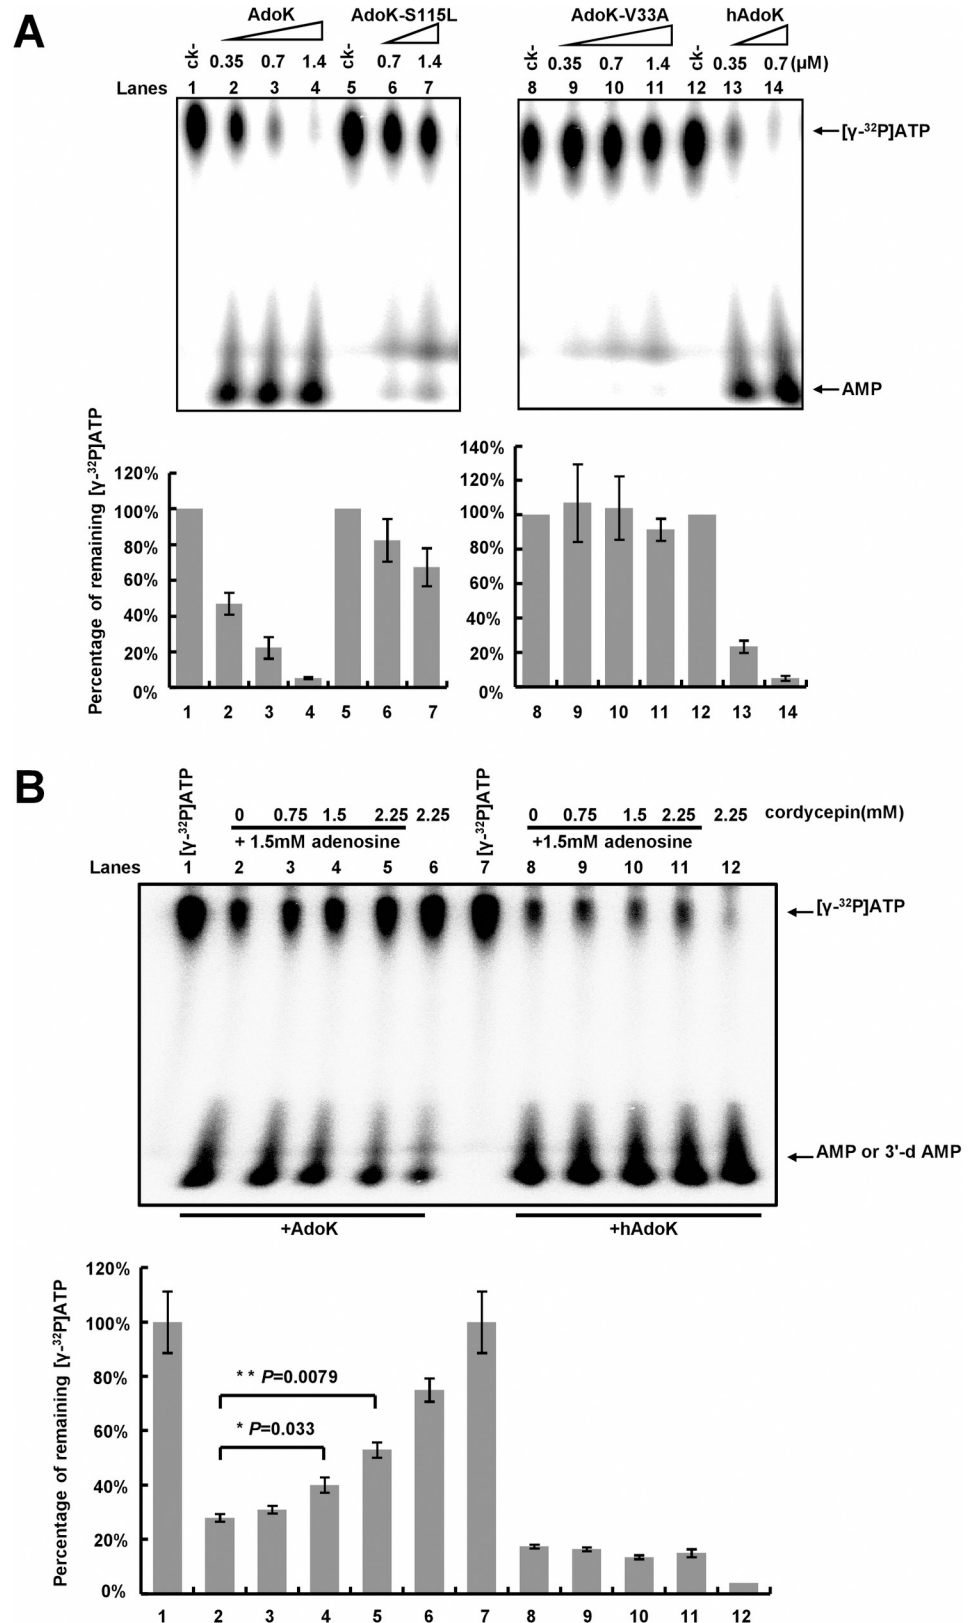 A
AdoK AdoK-S115L AdoK-V33A hAdoK
ck- 0.35 0.7 1.4 ck- 0.7 1.4 ck- 0.35 0.7 1.4 ck- 0.35 0.7 (μM)
Lanes 1 2 3 4 5 6 7 8 9 10 11 12 13 14
[γ-³²P]ATP
AMP
Percentage of remaining [γ-³²P]ATP
120%
100%
80%
60%
40%
20%
0%
1 2 3 4 5 6 7
140%
120%
100%
80%
60%
40%
20%
0%
8 9 10 11 12 13 14
B
[γ-³²P]ATP 0 0.75 1.5 2.25 2.25 [γ-³²P]ATP 0 0.75 1.5 2.25 2.25 cordycepin(mM)
+ 1.5mM adenosine +1.5mM adenosine
Lanes 1 2 3 4 5 6 7 8 9 10 11 12
[γ-³²P]ATP
AMP or 3'-d AMP
+AdoK +hAdoK
Percentage of remaining [γ-³²P]ATP
120%
100%
80%
60%
40%
20%
0%
** P=0.0079
* P=0.033
1 2 3 4 5 6 7 8 9 10 11 12